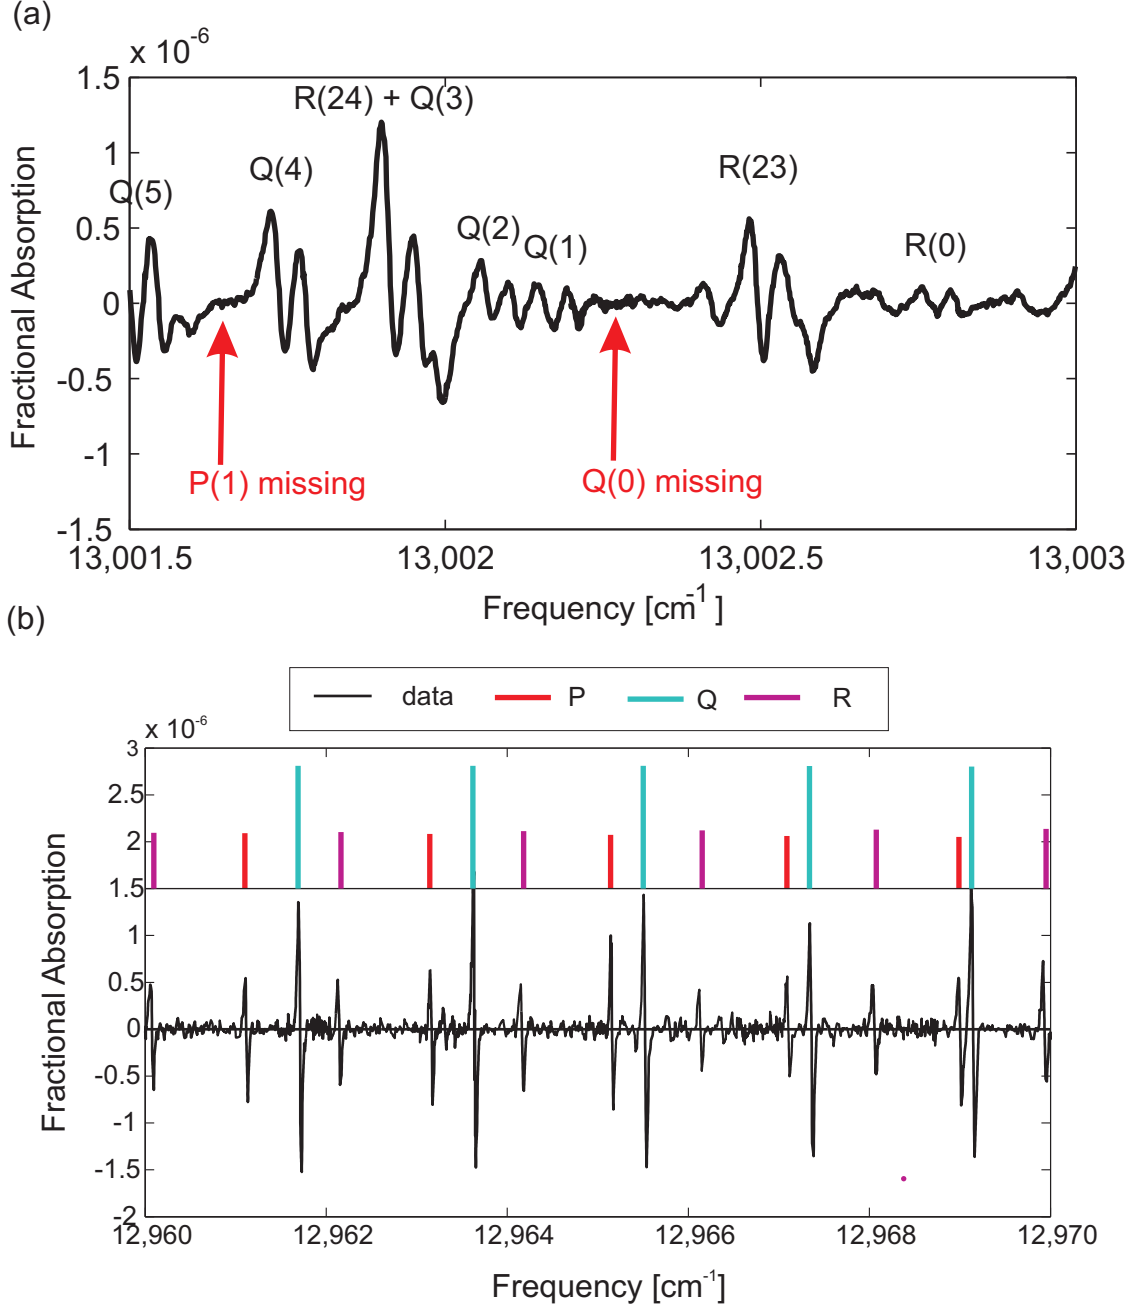 (a)
x 10-6
1.5
1
0.5
0
-0.5
-1
-1.5
Fractional Absorption
Q(5)
Q(4)
R(24) + Q(3)
Q(2)
Q(1)
R(23)
R(0)
P(1) missing
Q(0) missing
13,001.5 13,002 13,002.5 13,003
Frequency [cm-1 ]
(b)
data P Q R
x 10-6
3
2.5
2
1.5
1
0.5
0
-0.5
-1
-1.5
-2
Fractional Absorption
12,960 12,962 12,964 12,966 12,968 12,970
Frequency [cm-1]